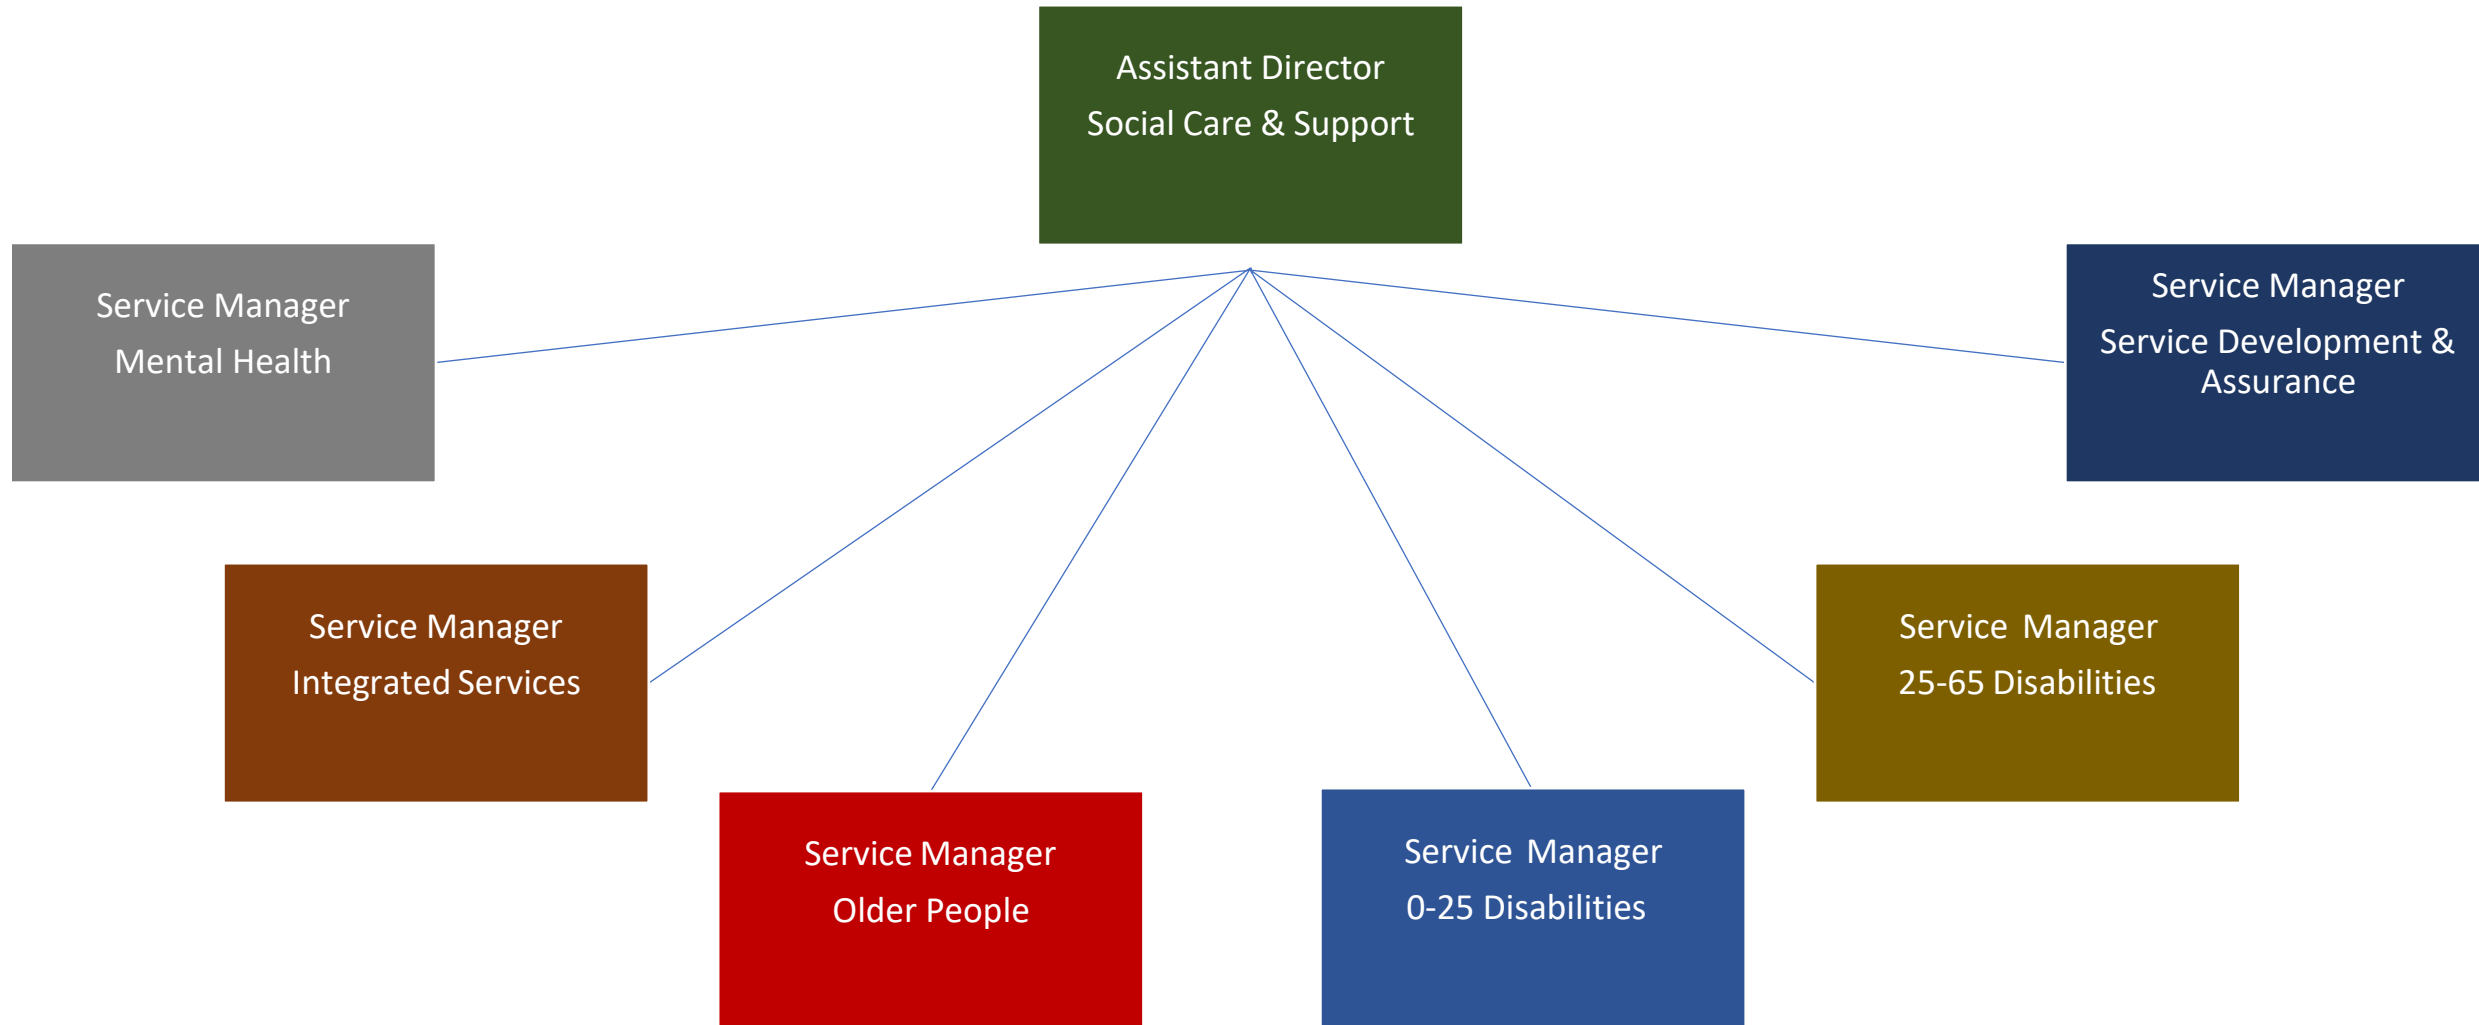 Assistant Director
Social Care & Support
Service Manager
Mental Health
Service Manager
Service Development &
Assurance
Service Manager
Integrated Services
Service Manager
25-65 Disabilities
Service Manager
Older People
Service Manager
0-25 Disabilities